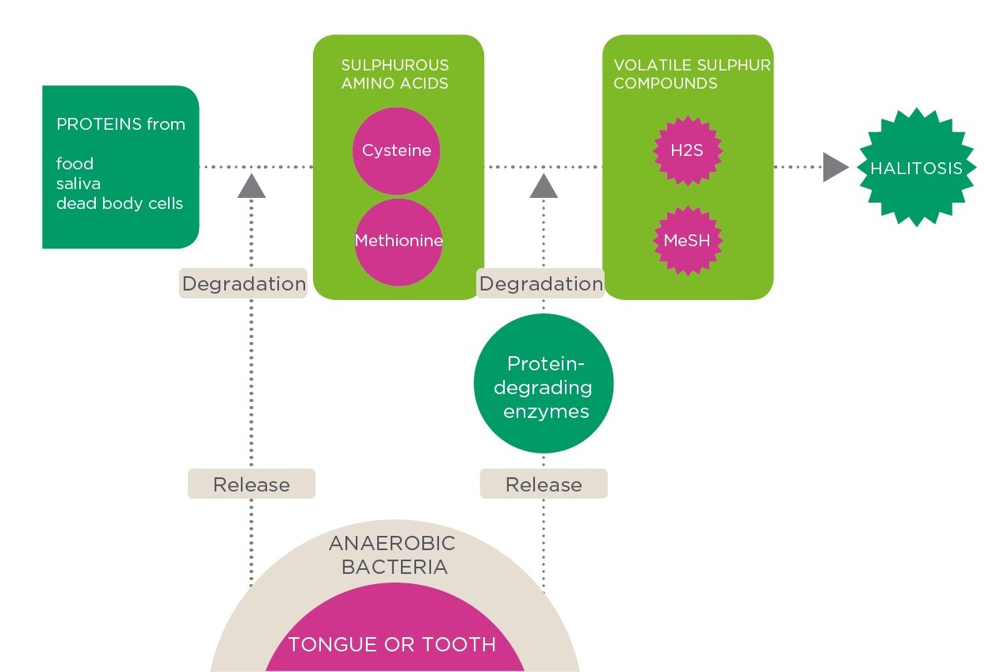 PROTEINS from
food
saliva
dead body cells
SULPHUROUS
AMINO ACIDS
Cysteine
Methionine
VOLATILE SULPHUR
COMPOUNDS
H2S
MeSH
HALITOSIS
Degradation
Degradation
Protein-
degrading
enzymes
Release
Release
ANAEROBIC
BACTERIA
TONGUE OR TOOTH